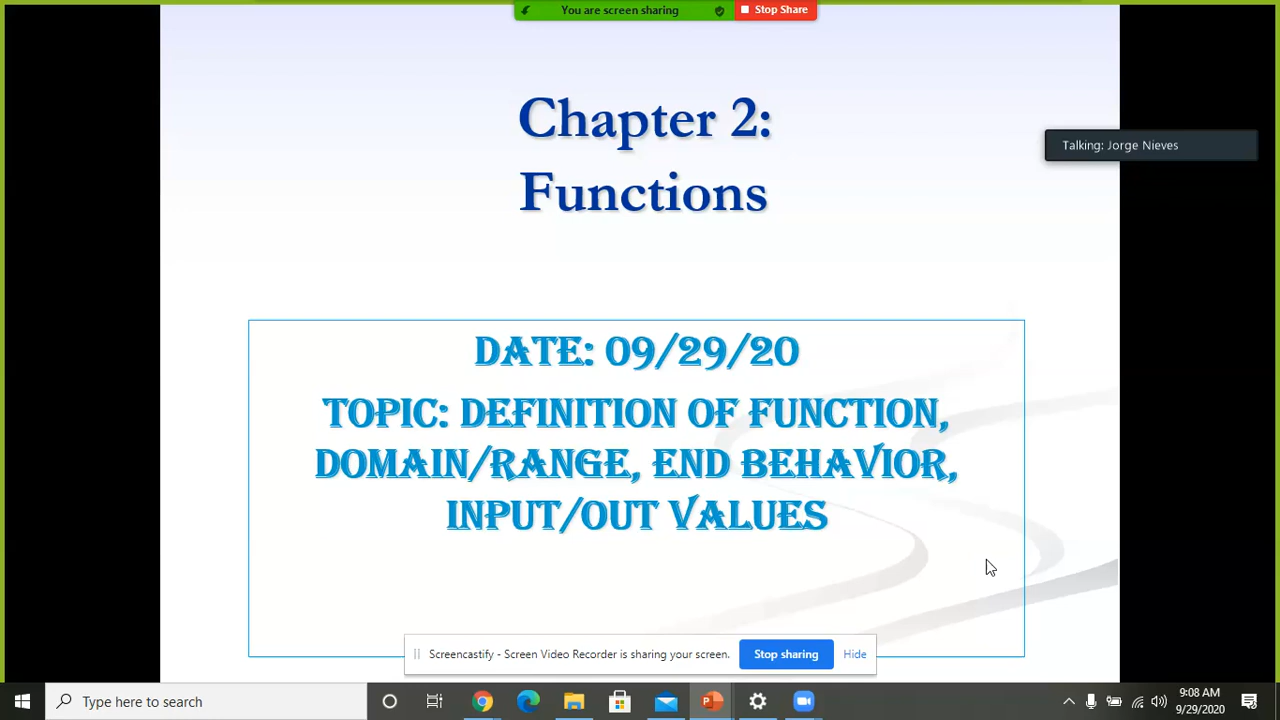 You are screen sharing
Stop Share
Chapter 2:
Functions
Talking: Jorge Nieves
DATE: 09/29/20
TOPIC: DEFINITION OF FUNCTION,
DOMAIN/RANGE, END BEHAVIOR,
INPUT/OUT VALUES
Screencastify - Screen Video Recorder is sharing your screen.
Stop sharing
Hide
Type here to search
9:08 AM
9/29/2020